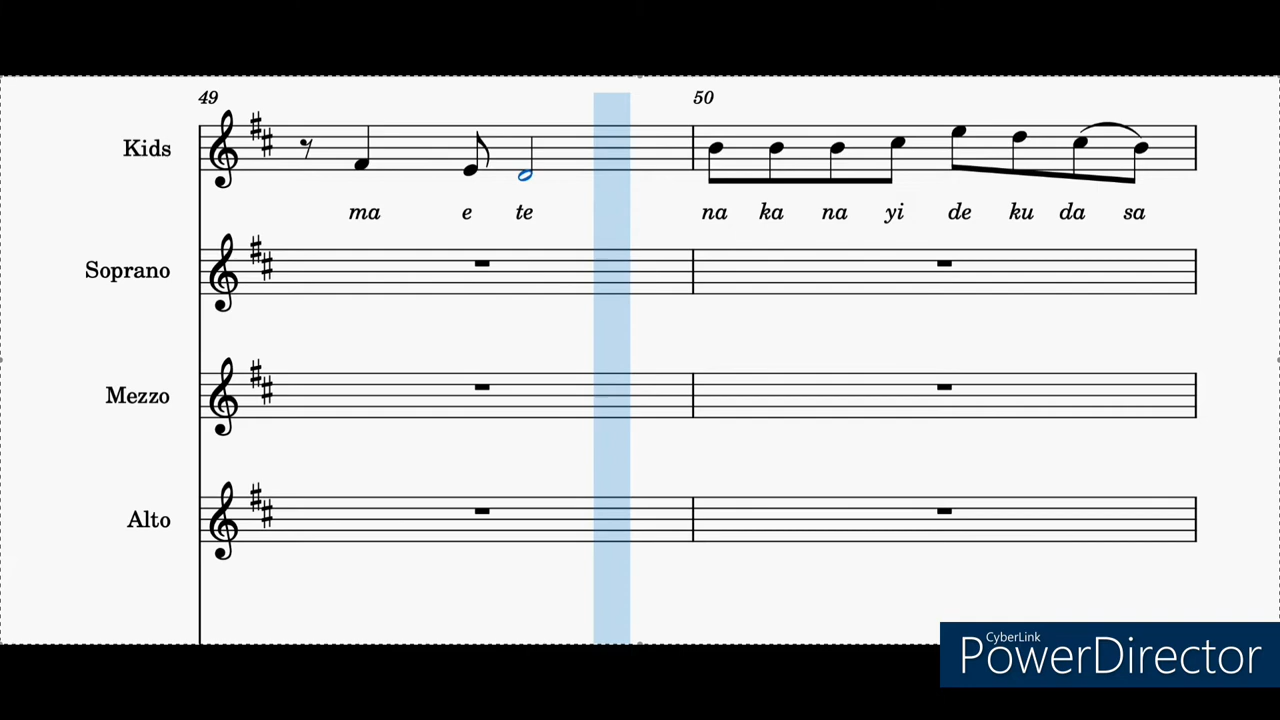 49 50
Kids
ma e te na ka na yi de ku da sa
Soprano
Mezzo
Alto
CyberLink
PowerDirector